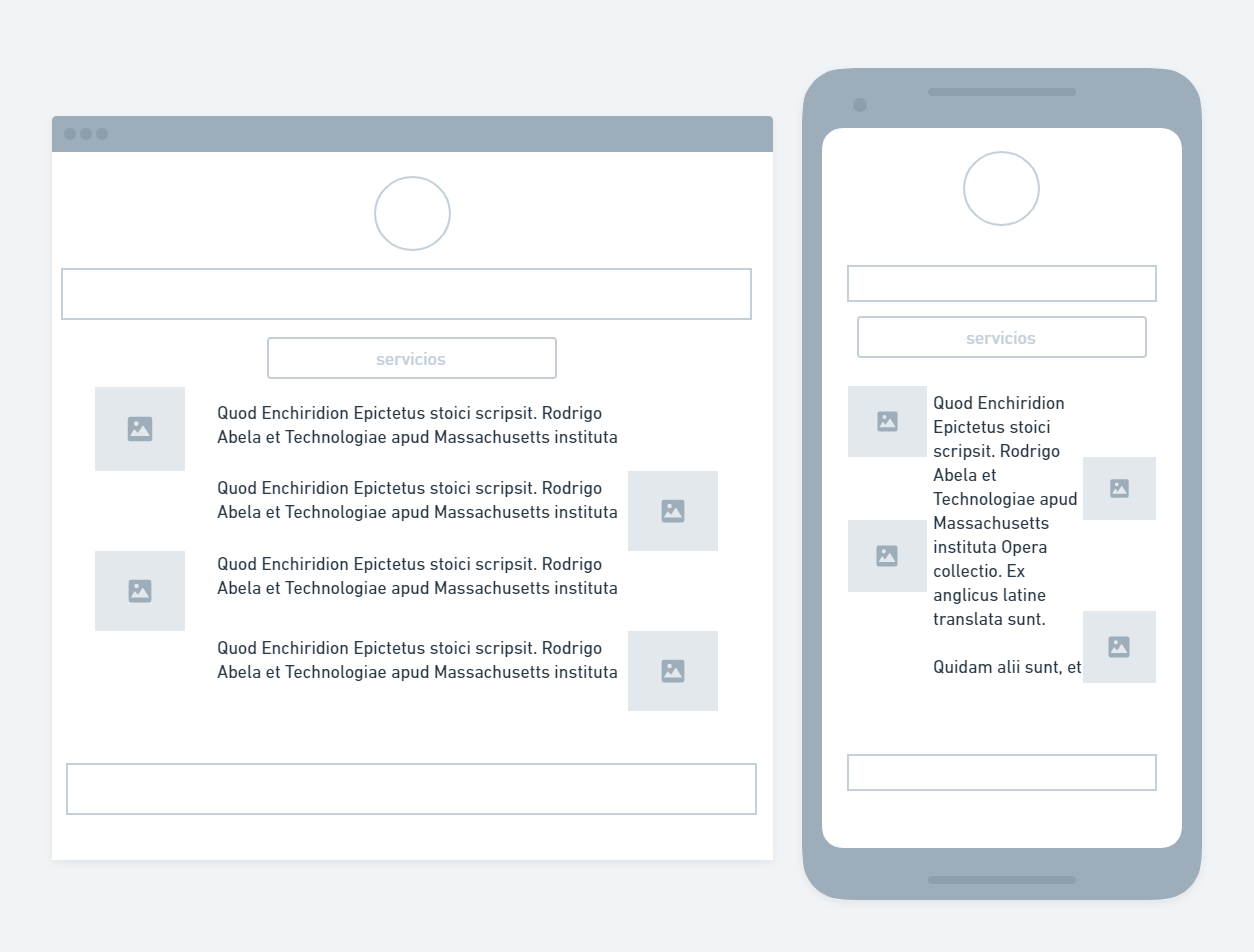 servicios
Quod Enchiridion Epictetus stoici scripsit. Rodrigo
Abela et Technologiae apud Massachusetts instituta
Quod Enchiridion Epictetus stoici scripsit. Rodrigo
Abela et Technologiae apud Massachusetts instituta
Quod Enchiridion Epictetus stoici scripsit. Rodrigo
Abela et Technologiae apud Massachusetts instituta
Quod Enchiridion Epictetus stoici scripsit. Rodrigo
Abela et Technologiae apud Massachusetts instituta
servicios
Quod Enchiridion
Epictetus stoici
scripsit. Rodrigo
Abela et
Technologiae apud
Massachusetts
instituta Opera
collectio. Ex
anglicus latine
translata sunt.
Quidam alii sunt, et